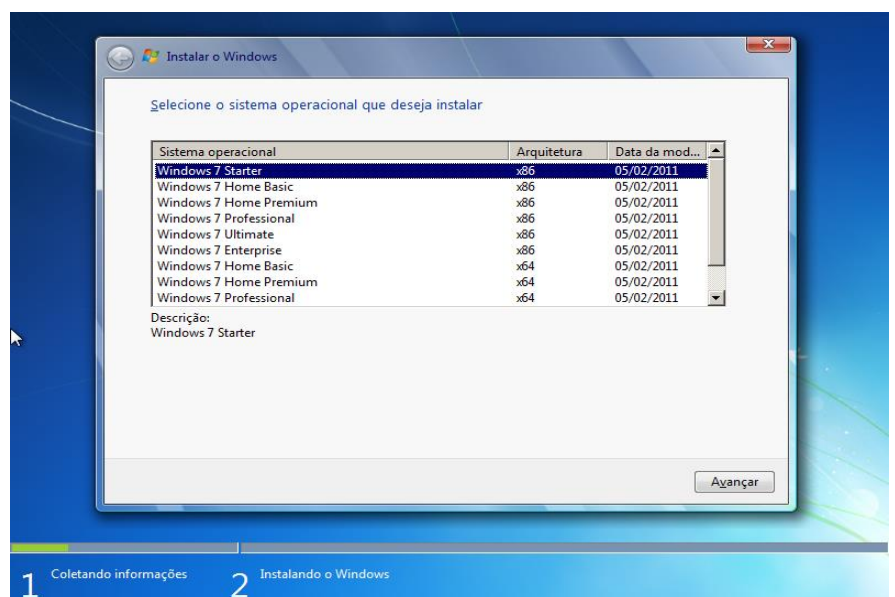 Instalar o Windows
Selecione o sistema operacional que deseja instalar
Sistema operacional Arquitetura Data da mod...
Windows 7 Starter x86 05/02/2011
Windows 7 Home Basic x86 05/02/2011
Windows 7 Home Premium x86 05/02/2011
Windows 7 Professional x86 05/02/2011
Windows 7 Ultimate x86 05/02/2011
Windows 7 Enterprise x86 05/02/2011
Windows 7 Home Basic x64 05/02/2011
Windows 7 Home Premium x64 05/02/2011
Windows 7 Professional x64 05/02/2011
Descrição:
Windows 7 Starter
Avançar
1 Coletando informações 2 Instalando o Windows